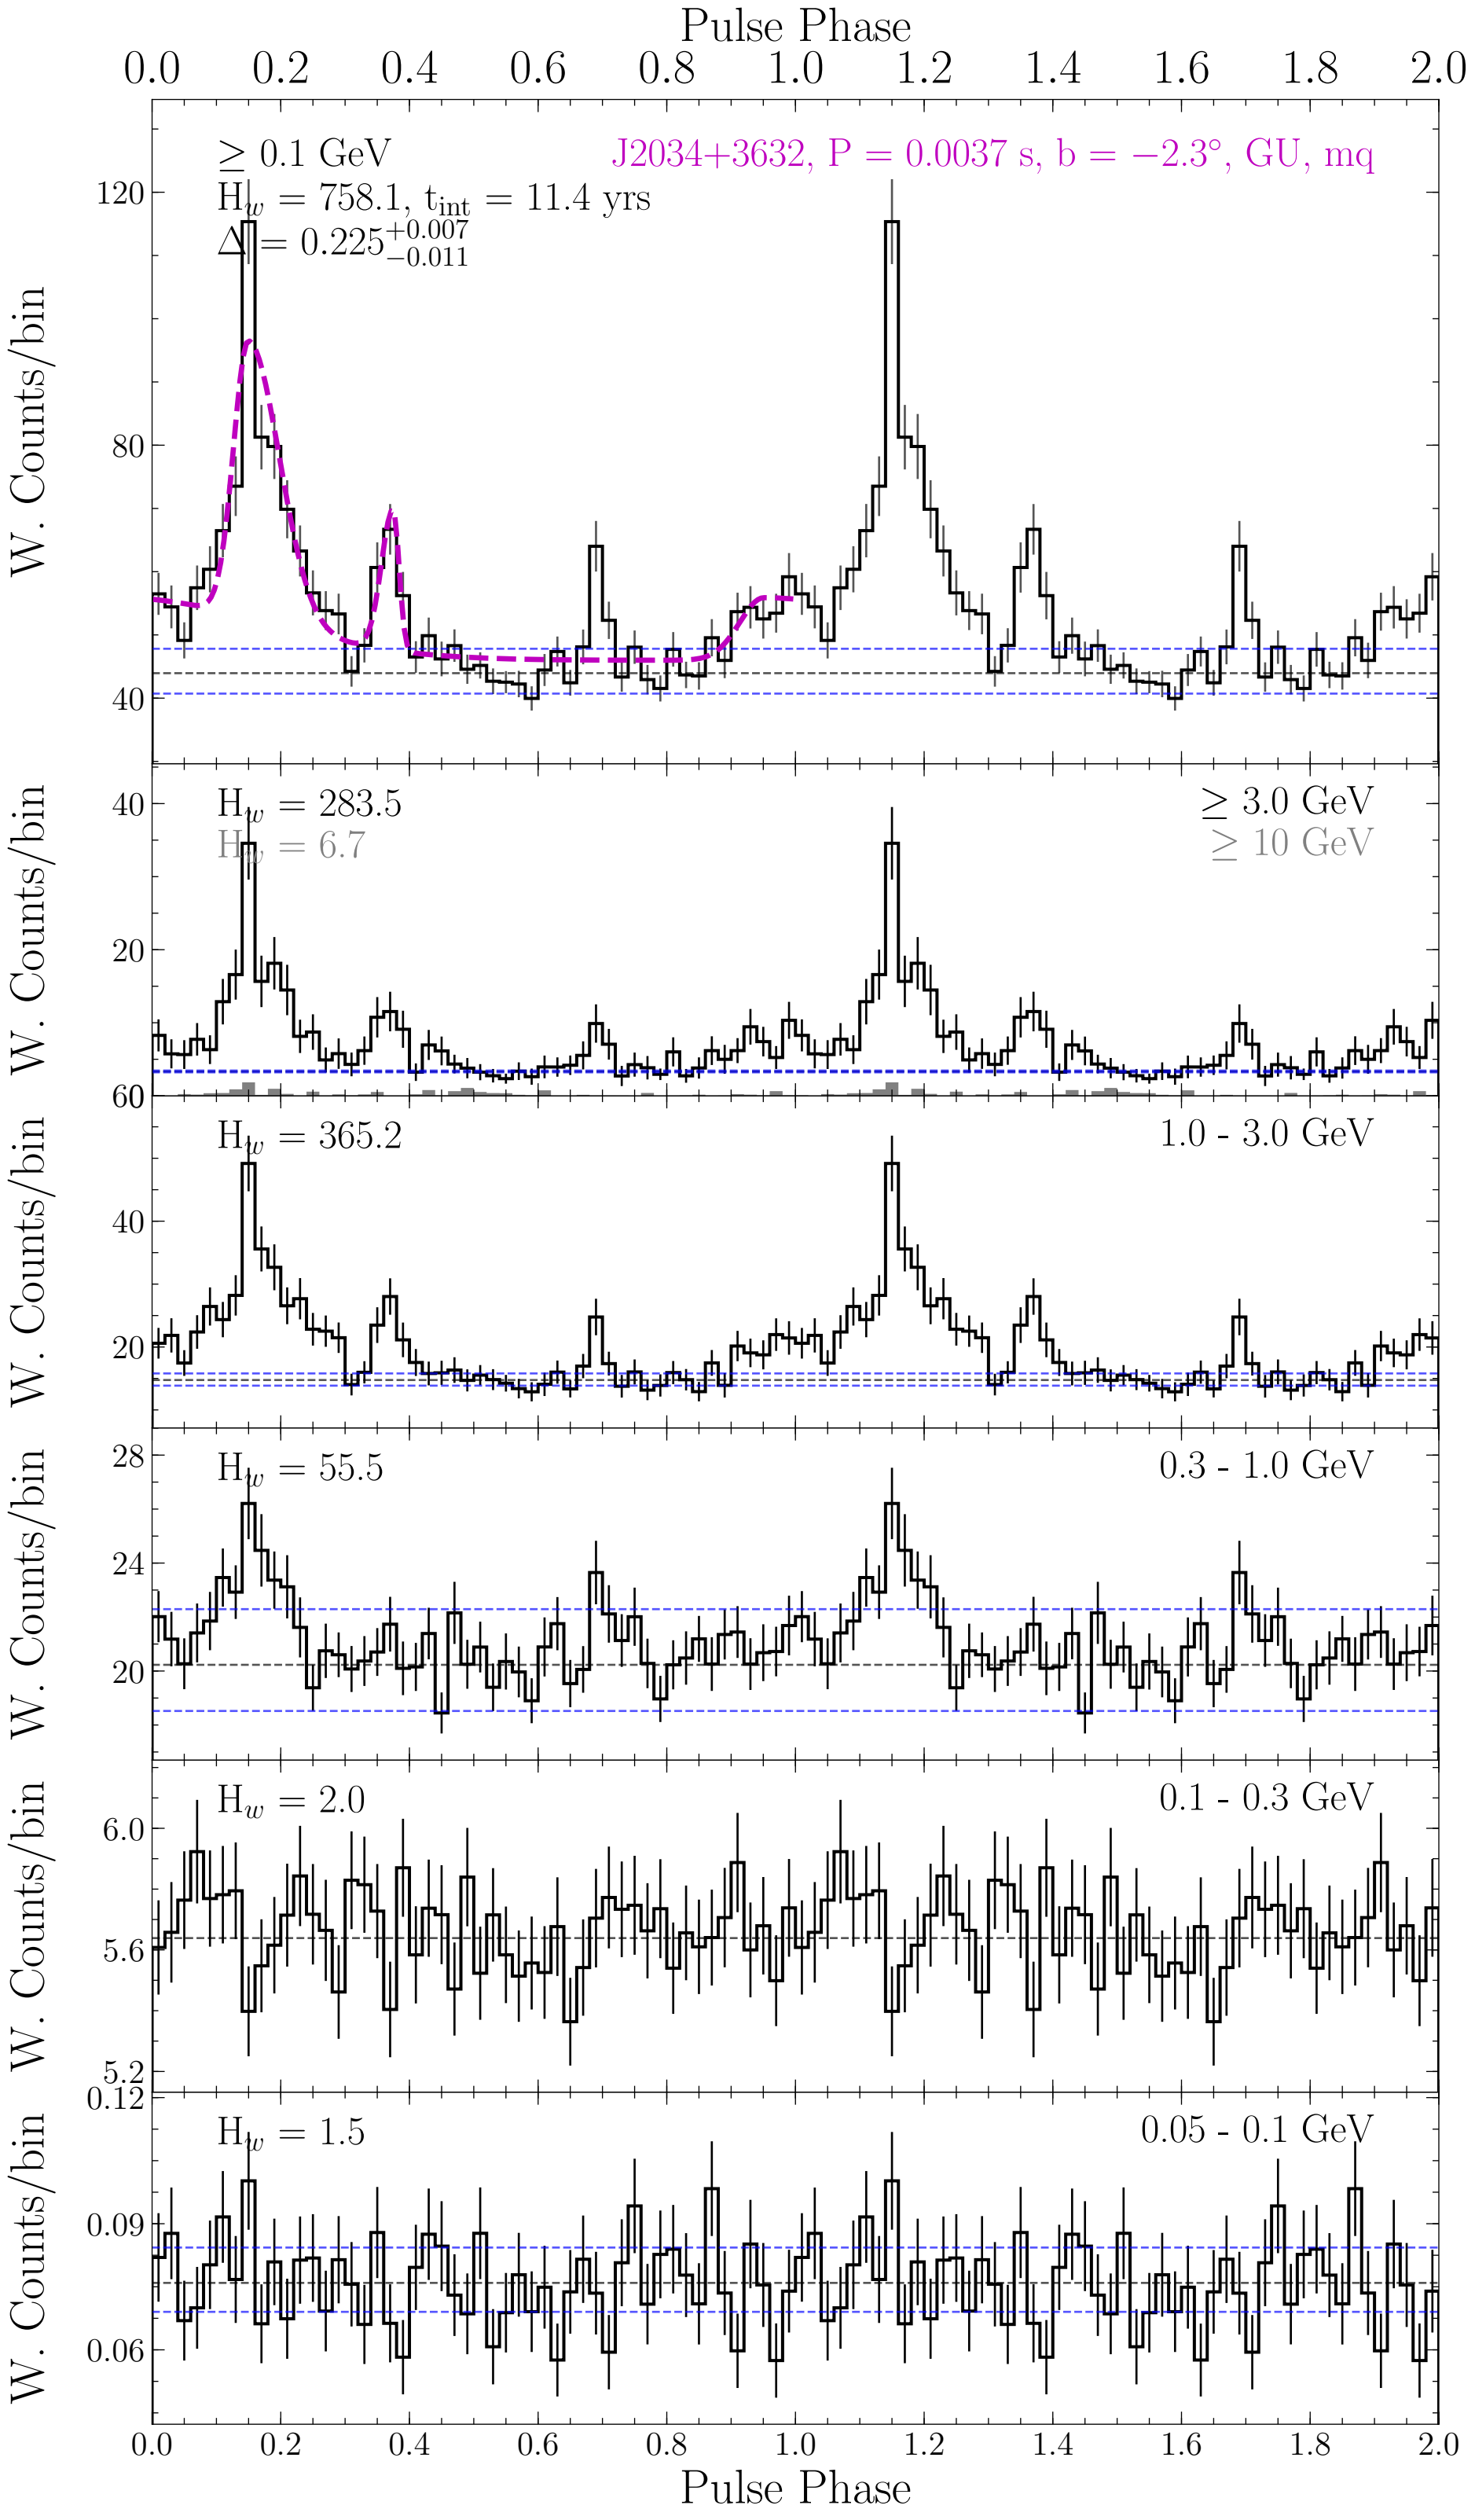 Pulse Phase
0.0 0.2 0.4 0.6 0.8 1.0 1.2 1.4 1.6 1.8 2.0
≥ 0.1 GeV
J2034+3632, P = 0.0037 s, b = −2.3°, GU, mq
H_w = 758.1, t_int = 11.4 yrs
Δ = 0.225^{+0.007}_{−0.011}
W. Counts/bin
120
80
40
H_w = 283.5
≥ 3.0 GeV
H_w = 6.7
≥ 10 GeV
W. Counts/bin
40
20
60
H_w = 365.2
1.0 - 3.0 GeV
W. Counts/bin
40
20
H_w = 55.5
0.3 - 1.0 GeV
W. Counts/bin
28
24
20
H_w = 2.0
0.1 - 0.3 GeV
W. Counts/bin
6.0
5.6
5.2
H_w = 1.5
0.05 - 0.1 GeV
W. Counts/bin
0.12
0.09
0.06
0.0 0.2 0.4 0.6 0.8 1.0 1.2 1.4 1.6 1.8 2.0
Pulse Phase